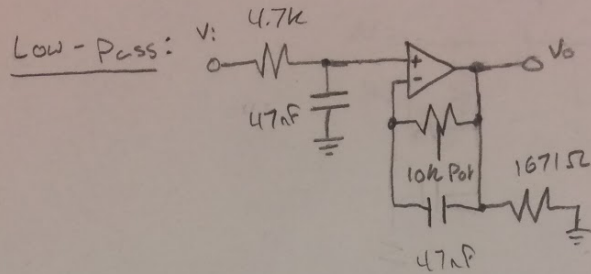 4.7k
Low-Pass: Vi
+
-
Vo
47nF
10k Pot
1671Ω
47nF